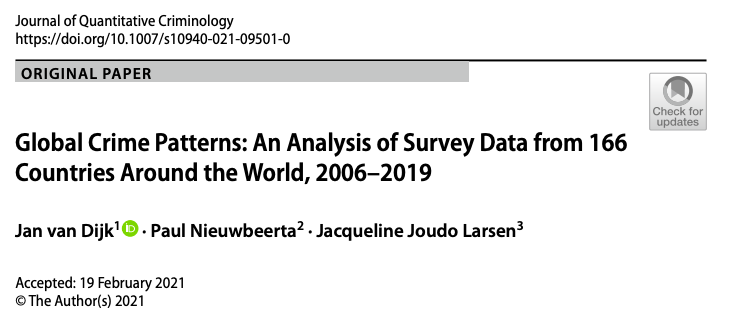 Journal of Quantitative Criminology
https://doi.org/10.1007/s10940-021-09501-0
ORIGINAL PAPER
Check for
updates
Global Crime Patterns: An Analysis of Survey Data from 166
Countries Around the World, 2006–2019
Jan van Dijk¹ iD · Paul Nieuwbeerta² · Jacqueline Joudo Larsen³
Accepted: 19 February 2021
© The Author(s) 2021